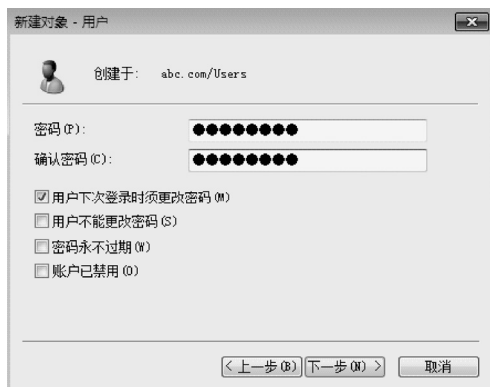 新建对象 - 用户
创建于: abc.com/Users
密码(P):
确认密码(C):
用户下次登录时须更改密码(M)
用户不能更改密码(S)
密码永不过期(W)
账户已禁用(O)
< 上一步(B) 下一步(N) > 取消